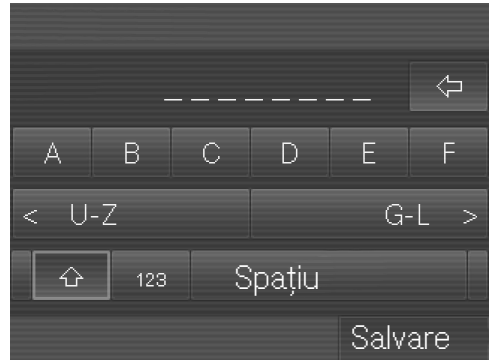 _ _ _ _ _ _ _ _
A B C D E F
< U-Z G-L >
123 Spațiu
Salvare